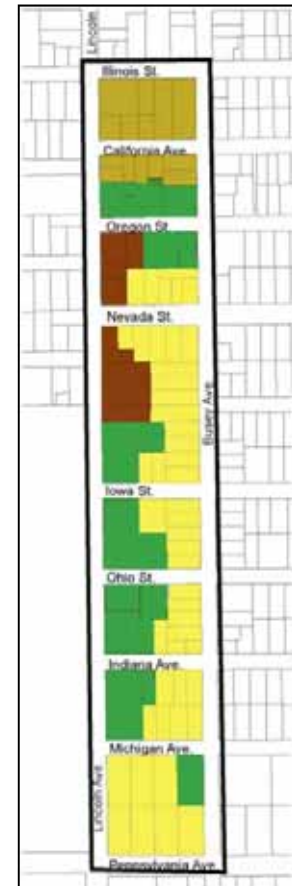 Lincoln
Illinois St.
California Ave.
Oregon St.
Nevada St.
Busey Ave.
Iowa St.
Ohio St.
Indiana Ave.
Michigan Ave.
Lincoln Ave.
Pennsylvania Ave.